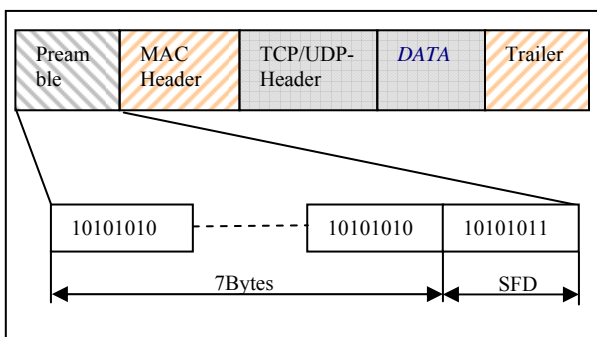 Pream
ble
MAC
Header
TCP/UDP-
Header
DATA
Trailer
10101010
10101010
10101011
7Bytes
SFD